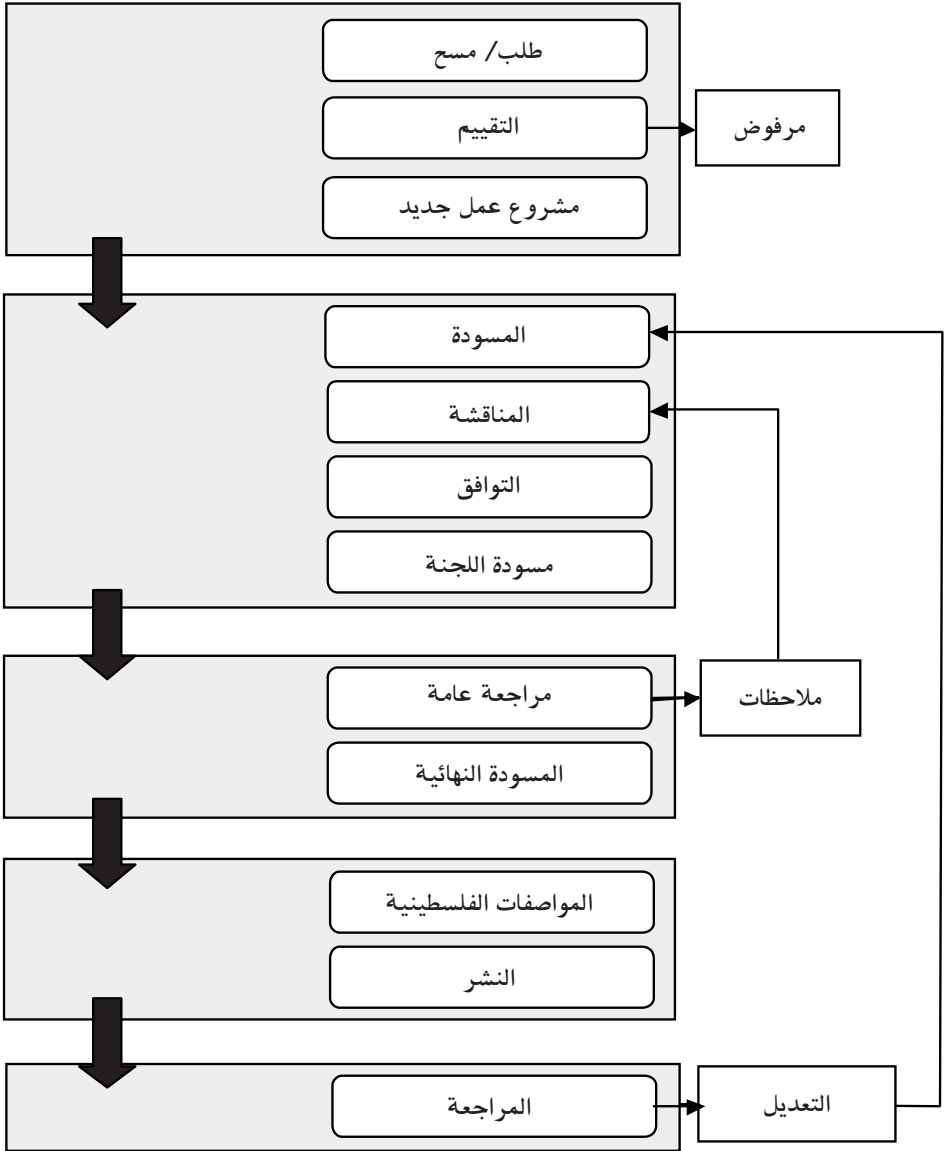 طلب/ مسح
التقييم
مرفوض
مشروع عمل جديد
المسودة
المناقشة
التوافق
مسودة اللجنة
مراجعة عامة
ملاحظات
المسودة النهائية
المواصفات الفلسطينية
النشر
المراجعة
التعديل